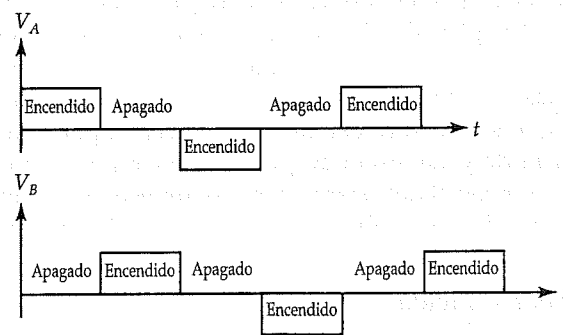 V_A
Encendido Apagado Apagado Encendido
Encendido
t
V_B
Apagado Encendido Apagado Apagado Encendido
Encendido